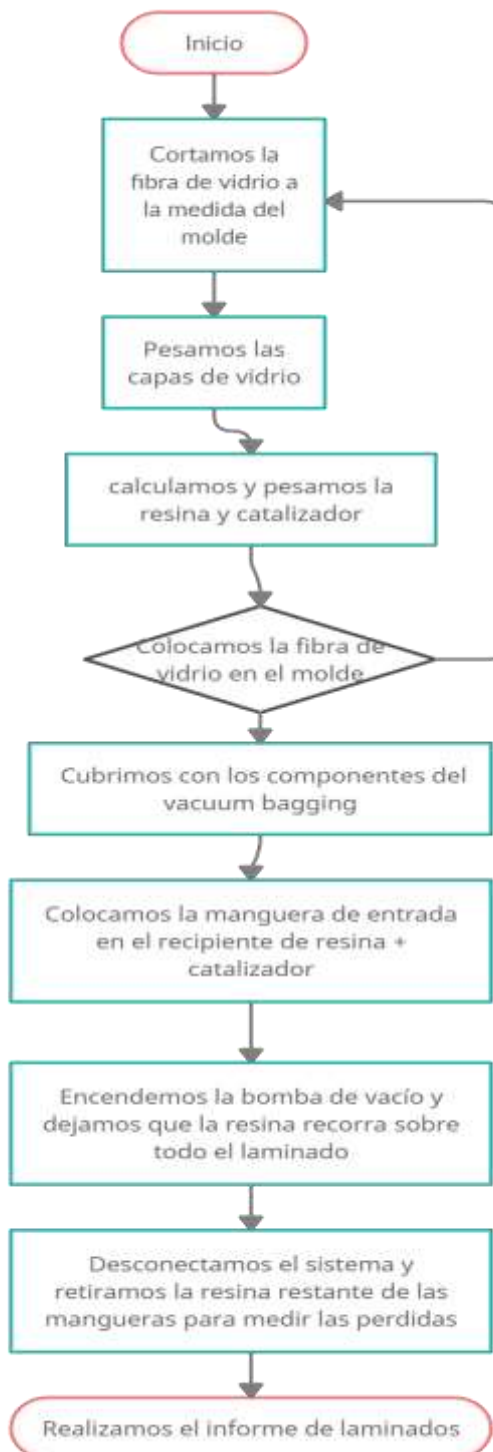 Inicio
Cortamos la
fibra de vidrio a
la medida del
molde
Pesamos las
capas de vidrio
calculamos y pesamos la
resina y catalizador
Colocamos la fibra de
vidrio en el molde
Cubrimos con los componentes del
vacuum bagging
Colocamos la manguera de entrada
en el recipiente de resina +
catalizador
Encendemos la bomba de vacío y
dejamos que la resina recorra sobre
todo el laminado
Desconectamos el sistema y
retiramos la resina restante de las
mangueras para medir las perdidas
Realizamos el informe de laminados